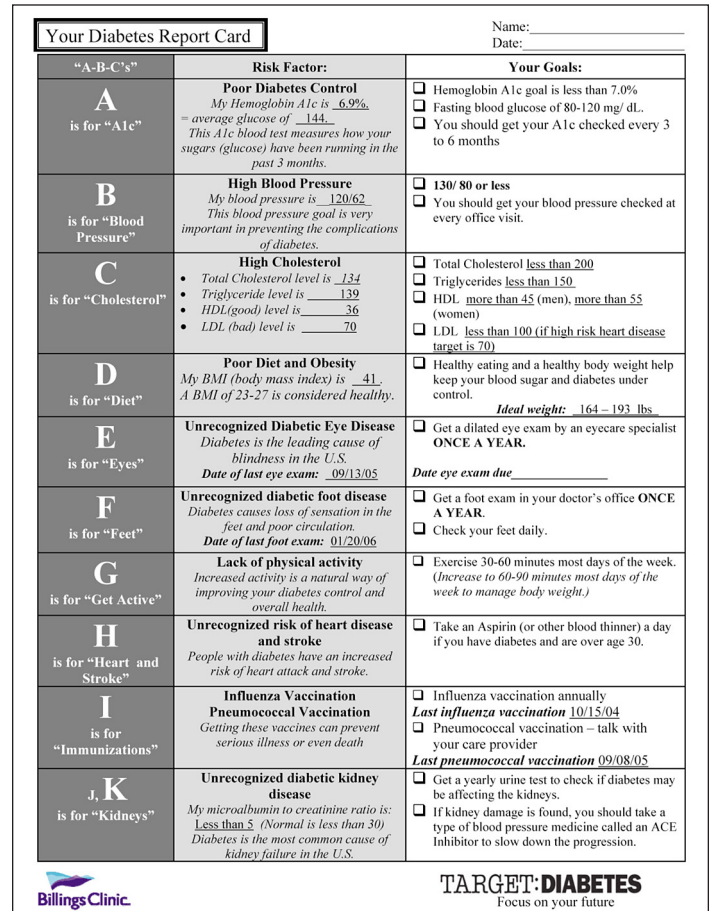 Your Diabetes Report Card
Name:
Date:
"A-B-C's"
Risk Factor:
Your Goals:
A
is for "A1c"
Poor Diabetes Control
My Hemoglobin A1c is 6.9%.
= average glucose of 144.
This A1c blood test measures how your
sugars (glucose) have been running in the
past 3 months.
❑ Hemoglobin A1c goal is less than 7.0%
❑ Fasting blood glucose of 80-120 mg/ dL.
❑ You should get your A1c checked every 3
to 6 months
B
is for "Blood
Pressure"
High Blood Pressure
My blood pressure is 120/62
This blood pressure goal is very
important in preventing the complications
of diabetes.
❑ 130/ 80 or less
❑ You should get your blood pressure checked at
every office visit.
C
is for "Cholesterol"
High Cholesterol
• Total Cholesterol level is 134
• Triglyceride level is 139
• HDL(good) level is 36
• LDL (bad) level is 70
❑ Total Cholesterol less than 200
❑ Triglycerides less than 150
❑ HDL more than 45 (men), more than 55
(women)
❑ LDL less than 100 (if high risk heart disease
target is 70)
D
is for "Diet"
Poor Diet and Obesity
My BMI (body mass index) is 41.
A BMI of 23-27 is considered healthy.
❑ Healthy eating and a healthy body weight help
keep your blood sugar and diabetes under
control.
Ideal weight: 164 – 193 lbs
E
is for "Eyes"
Unrecognized Diabetic Eye Disease
Diabetes is the leading cause of
blindness in the U.S.
Date of last eye exam: 09/13/05
❑ Get a dilated eye exam by an eyecare specialist
ONCE A YEAR.
Date eye exam due
F
is for "Feet"
Unrecognized diabetic foot disease
Diabetes causes loss of sensation in the
feet and poor circulation.
Date of last foot exam: 01/20/06
❑ Get a foot exam in your doctor's office ONCE
A YEAR.
❑ Check your feet daily.
G
is for "Get Active"
Lack of physical activity
Increased activity is a natural way of
improving your diabetes control and
overall health.
❑ Exercise 30-60 minutes most days of the week.
(Increase to 60-90 minutes most days of the
week to manage body weight.)
H
is for "Heart and
Stroke"
Unrecognized risk of heart disease
and stroke
People with diabetes have an increased
risk of heart attack and stroke.
❑ Take an Aspirin (or other blood thinner) a day
if you have diabetes and are over age 30.
I
is for
"Immunizations"
Influenza Vaccination
Pneumococcal Vaccination
Getting these vaccines can prevent
serious illness or even death
❑ Influenza vaccination annually
Last influenza vaccination 10/15/04
❑ Pneumococcal vaccination – talk with
your care provider
Last pneumococcal vaccination 09/08/05
J, K
is for "Kidneys"
Unrecognized diabetic kidney
disease
My microalbumin to creatinine ratio is:
Less than 5 (Normal is less than 30)
Diabetes is the most common cause of
kidney failure in the U.S.
❑ Get a yearly urine test to check if diabetes may
be affecting the kidneys.
❑ If kidney damage is found, you should take a
type of blood pressure medicine called an ACE
Inhibitor to slow down the progression.
Billings Clinic.
TARGET:DIABETES
Focus on your future